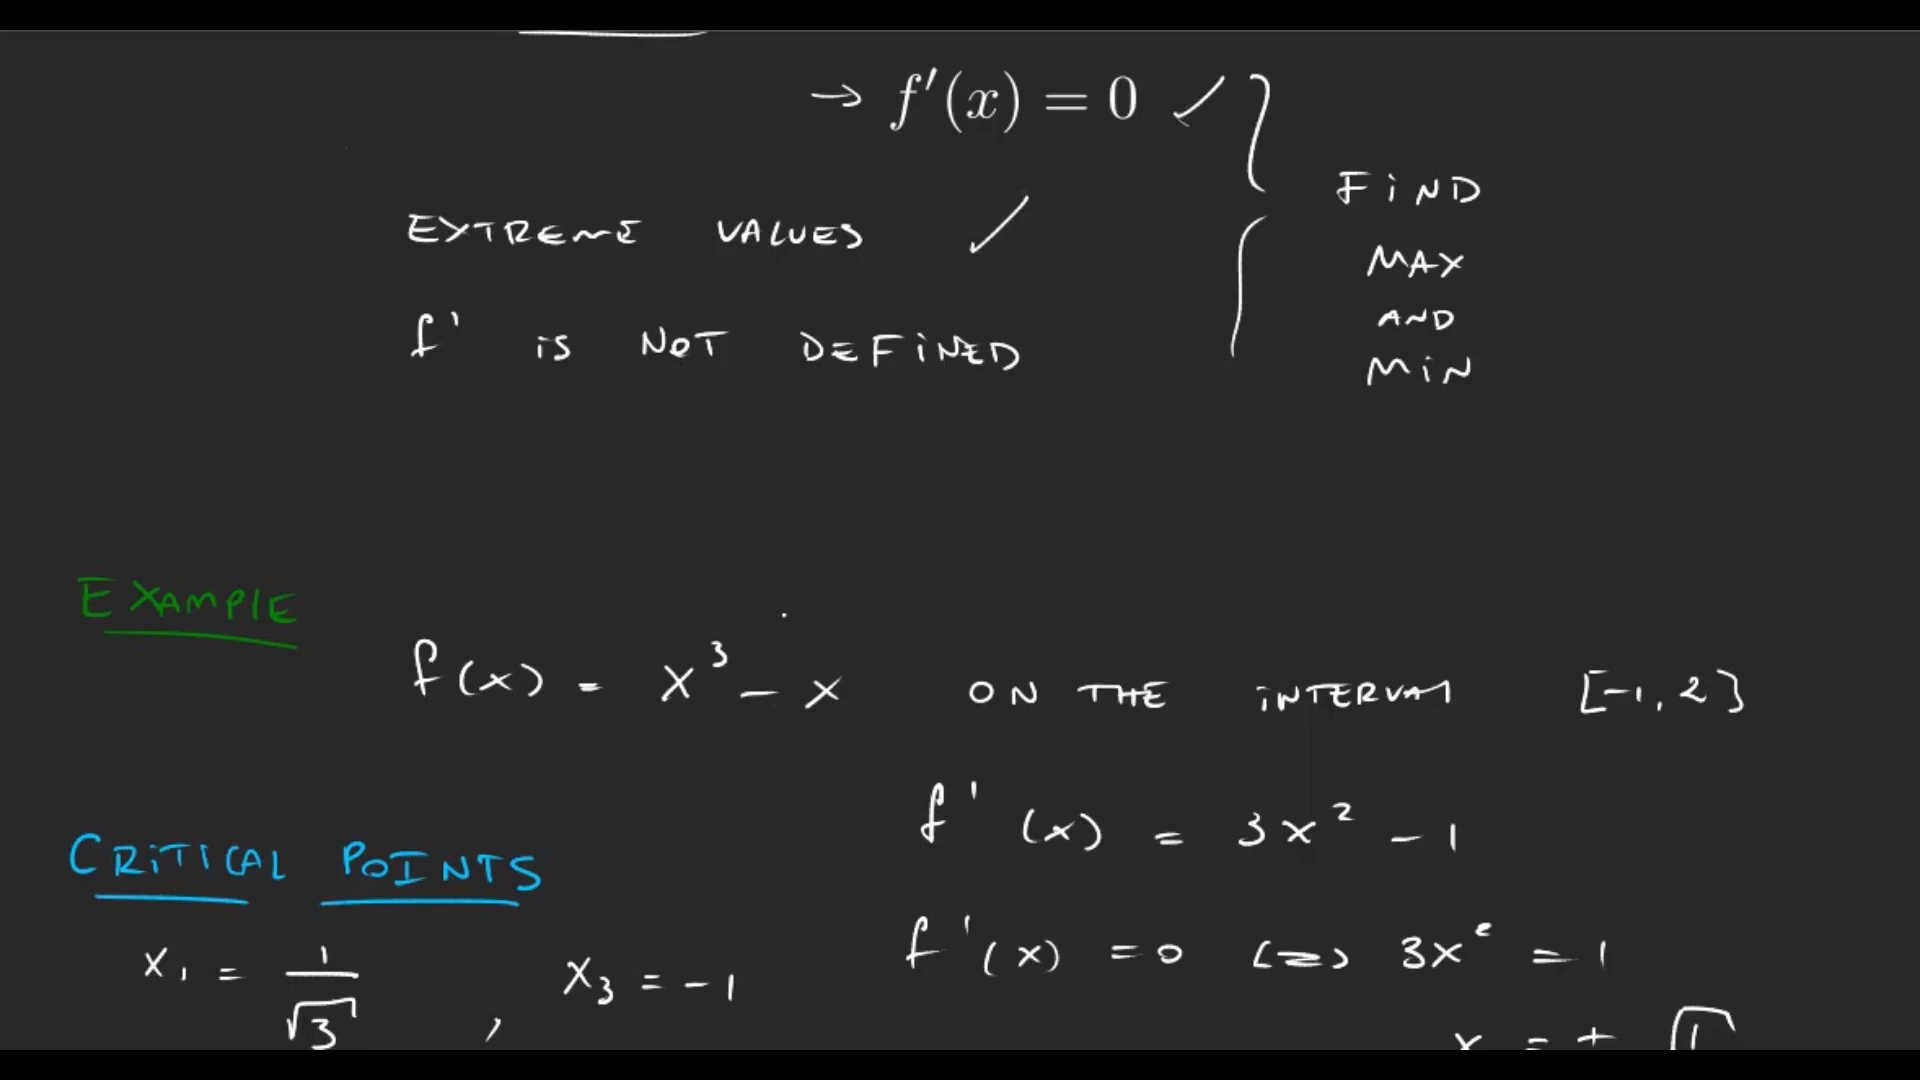 → f'(x) = 0 ✓
FIND
EXTREME VALUES ✓
MAX
AND
f' is NOT DEFINED
MiN
EXAMPLE
f(x) = x³ - x ON THE iNTERVAl [-1, 2]
f'(x) = 3x² - 1
CRiTICAL POINTS
f'(x) = 0 <=> 3x² = 1
x₁ = 1/√3 , x₃ = -1
x = ±√1